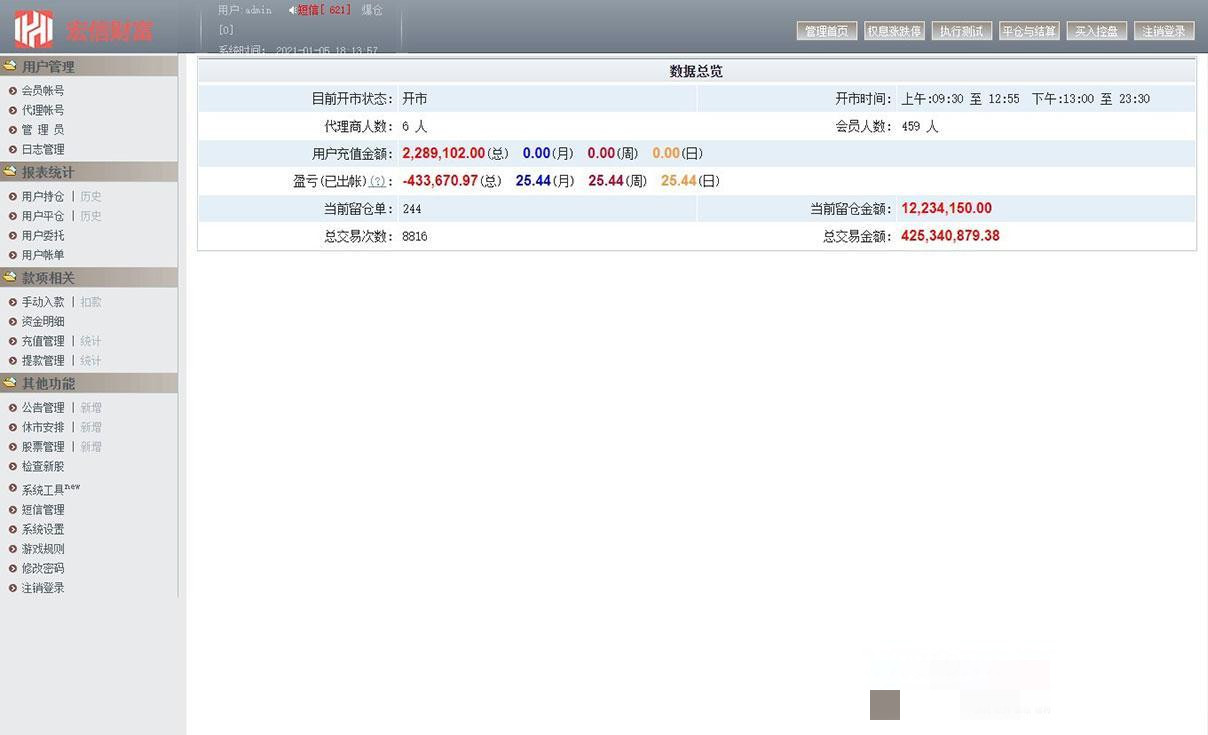 宏信财富
用户:admin 短信[ 621] 爆仓
[0]
系统时间: 2021-01-05 18:13:57
管理首页 权息涨跌停 执行测试 平仓与结算 买入控盘 注销登录
用户管理
会员帐号
代理帐号
管 理 员
日志管理
报表统计
用户持仓 | 历史
用户平仓 | 历史
用户委托
用户帐单
款项相关
手动入款 | 扣款
资金明细
充值管理 | 统计
提款管理 | 统计
其他功能
公告管理 | 新增
休市安排 | 新增
股票管理 | 新增
检查新股
系统工具new
短信管理
系统设置
游戏规则
修改密码
注销登录
数据总览
目前开市状态: 开市 开市时间: 上午:09:30 至 12:55 下午:13:00 至 23:30
代理商人数: 6 人 会员人数: 459 人
用户充值金额: 2,289,102.00(总) 0.00(月) 0.00(周) 0.00(日)
盈亏(已出帐)(?): -433,670.97(总) 25.44(月) 25.44(周) 25.44(日)
当前留仓单: 244 当前留仓金额: 12,234,150.00
总交易次数: 8816 总交易金额: 425,340,879.38